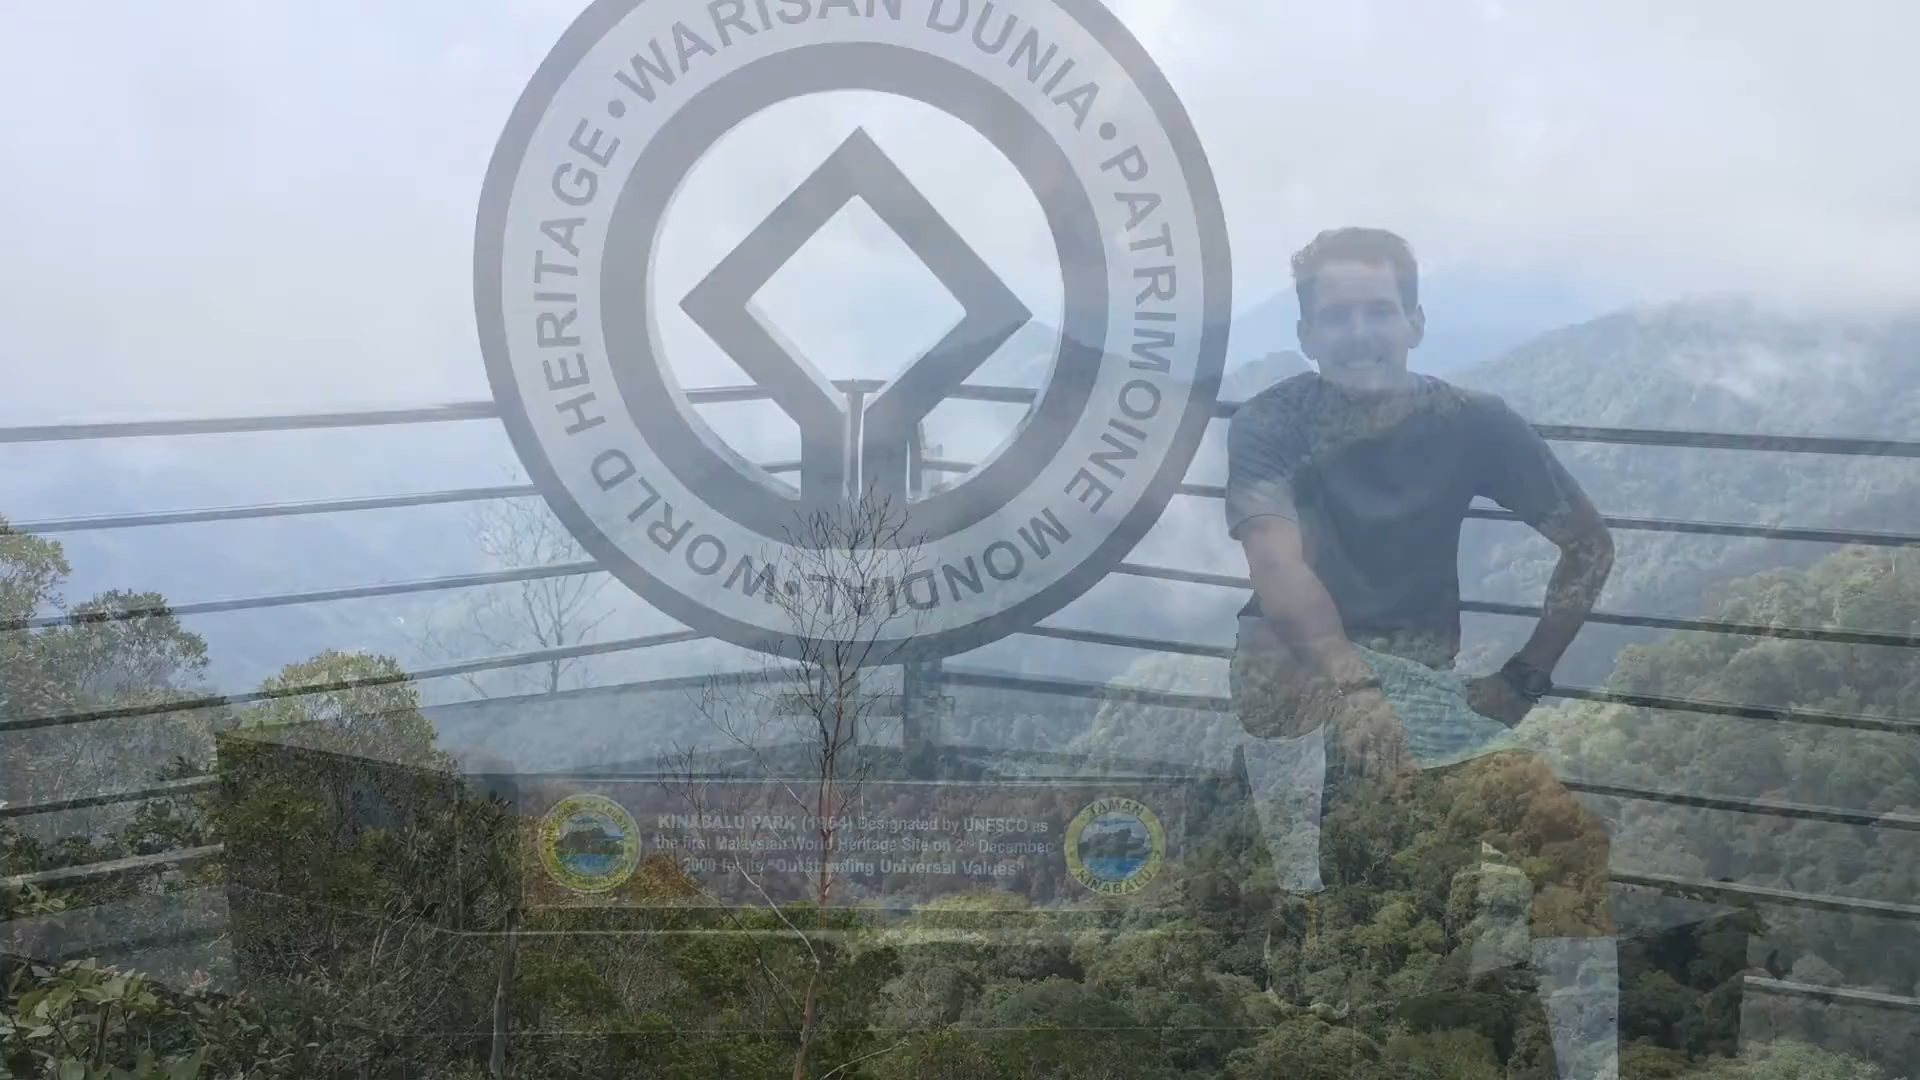 WORLD HERITAGE • WARISAN DUNIA • PATRIMOINE MONDIAL •
KINABALU PARK (1964) Designated by UNESCO as
the first Malaysian World Heritage Site on 2nd December
2000 for its "Outstanding Universal Values"
TAMAN
KINABALU